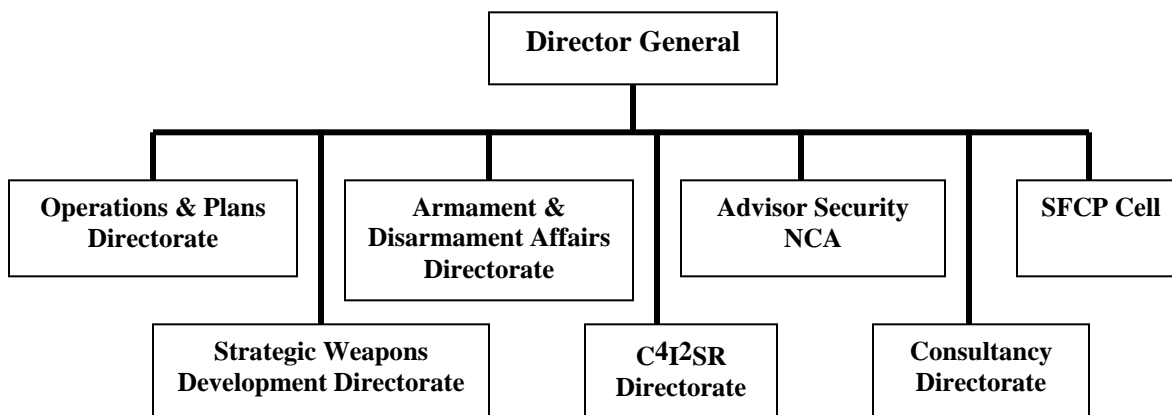 Director General
Operations & Plans
Directorate
Armament &
Disarmament Affairs
Directorate
Advisor Security
NCA
SFCP Cell
Strategic Weapons
Development Directorate
C⁴I²SR
Directorate
Consultancy
Directorate